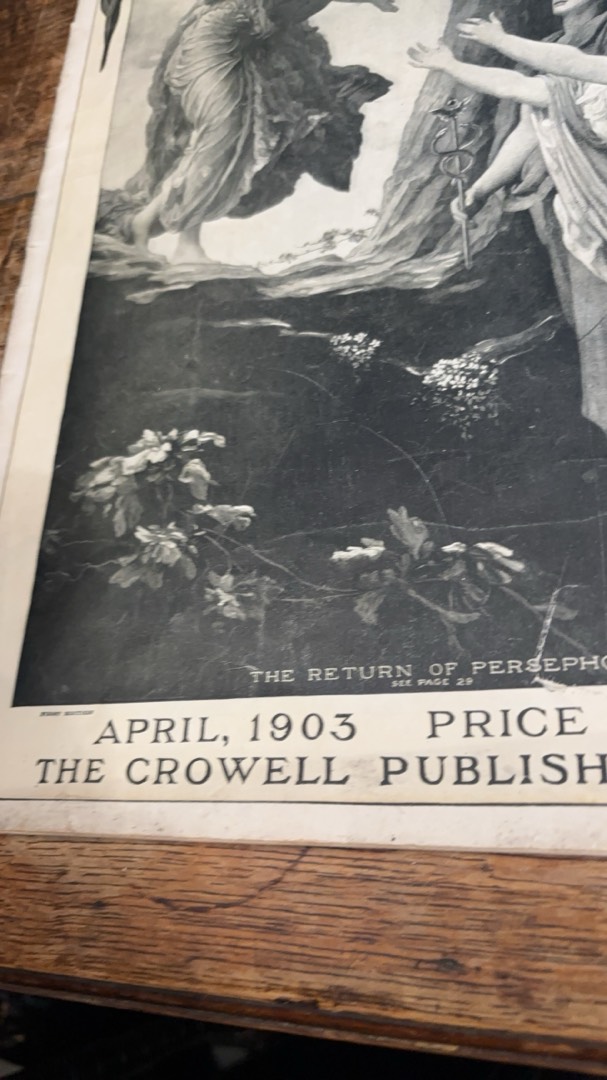 THE RETURN OF PERSEPHO
SEE PAGE 29
APRIL, 1903 PRICE
THE CROWELL PUBLISH